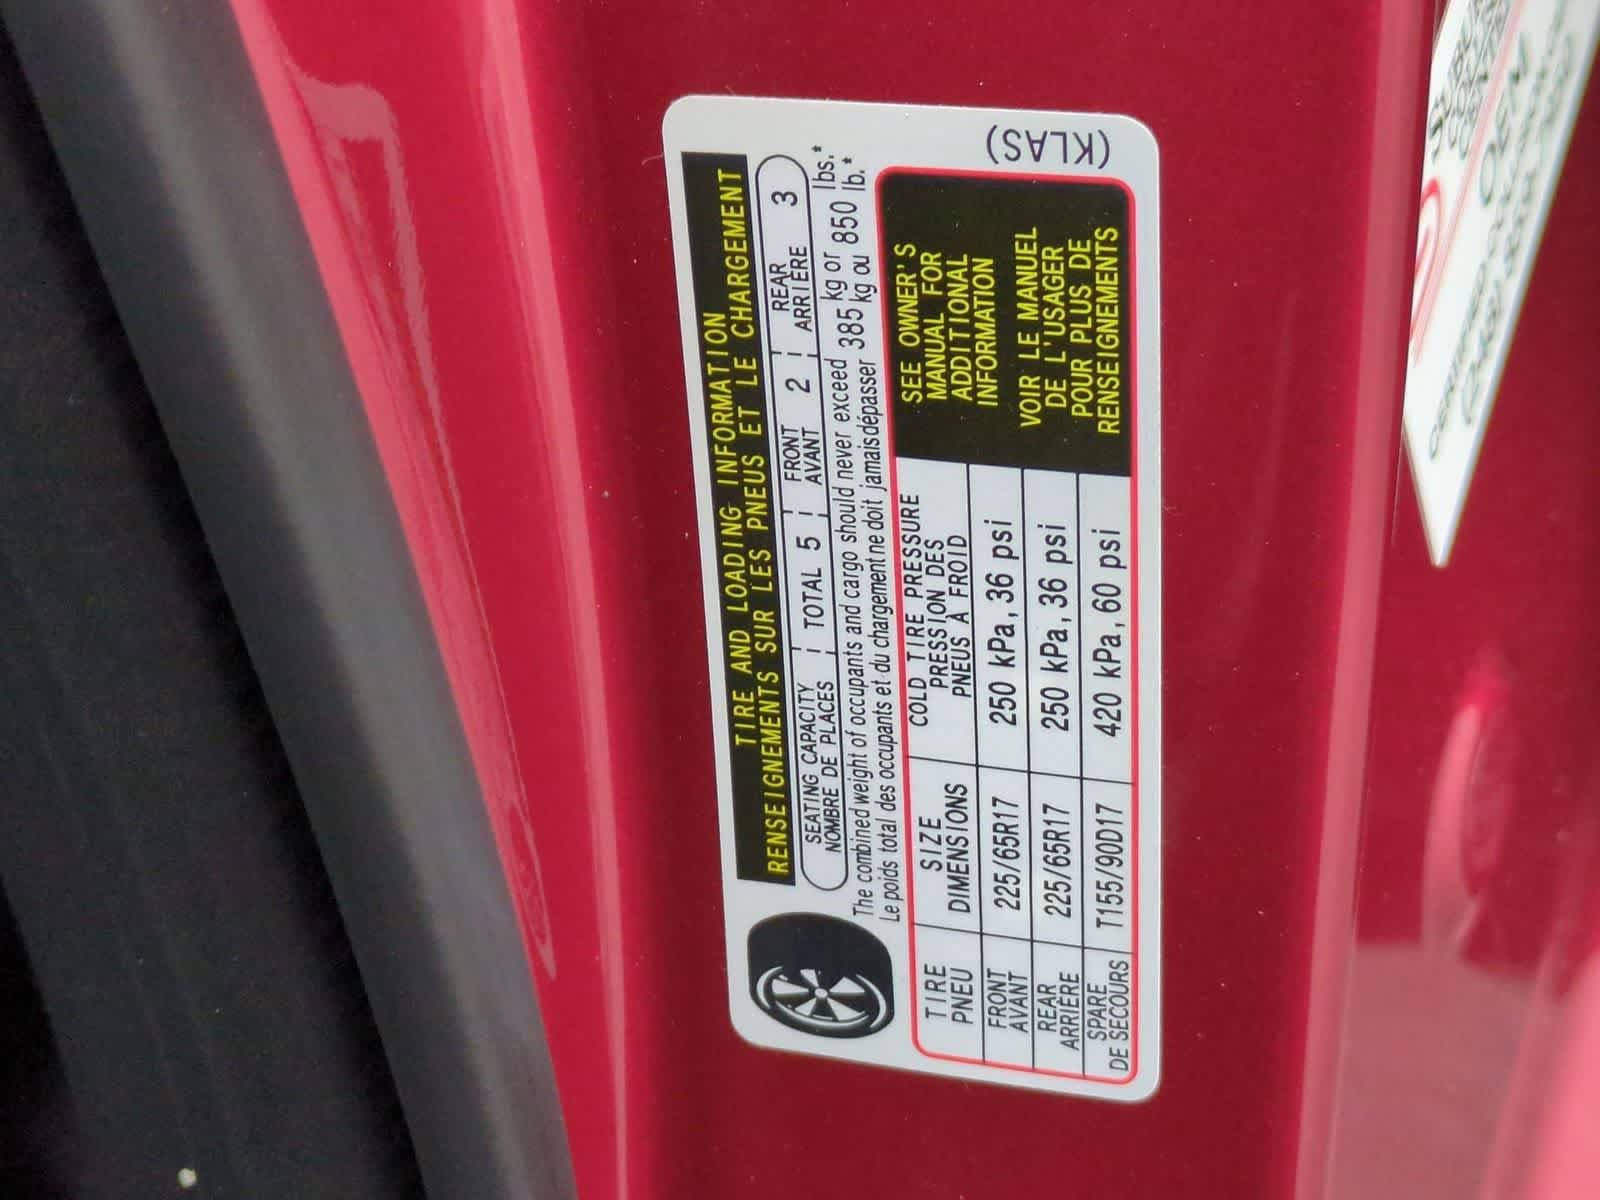 TIRE AND LOADING INFORMATION
RENSEIGNEMENTS SUR LES PNEUS ET LE CHARGEMENT
SEATING CAPACITY TOTAL 5 FRONT 2 REAR 3
NOMBRE DE PLACES AVANT ARRIÈRE
The combined weight of occupants and cargo should never exceed 385 kg or 850 lbs.*
Le poids total des occupants et du chargement ne doit jamais dépasser 385 kg ou 850 lb.*
TIRE SIZE COLD TIRE PRESSURE
PNEU DIMENSIONS PRESSION DES
PNEUS À FROID
FRONT 225/65R17 250 kPa, 36 psi
AVANT
REAR 225/65R17 250 kPa, 36 psi
ARRIÈRE
SPARE T155/90D17 420 kPa, 60 psi
DE SECOURS
SEE OWNER'S
MANUAL FOR
ADDITIONAL
INFORMATION
VOIR LE MANUEL
DE L'USAGER
POUR PLUS DE
RENSEIGNEMENTS
(KLAS)